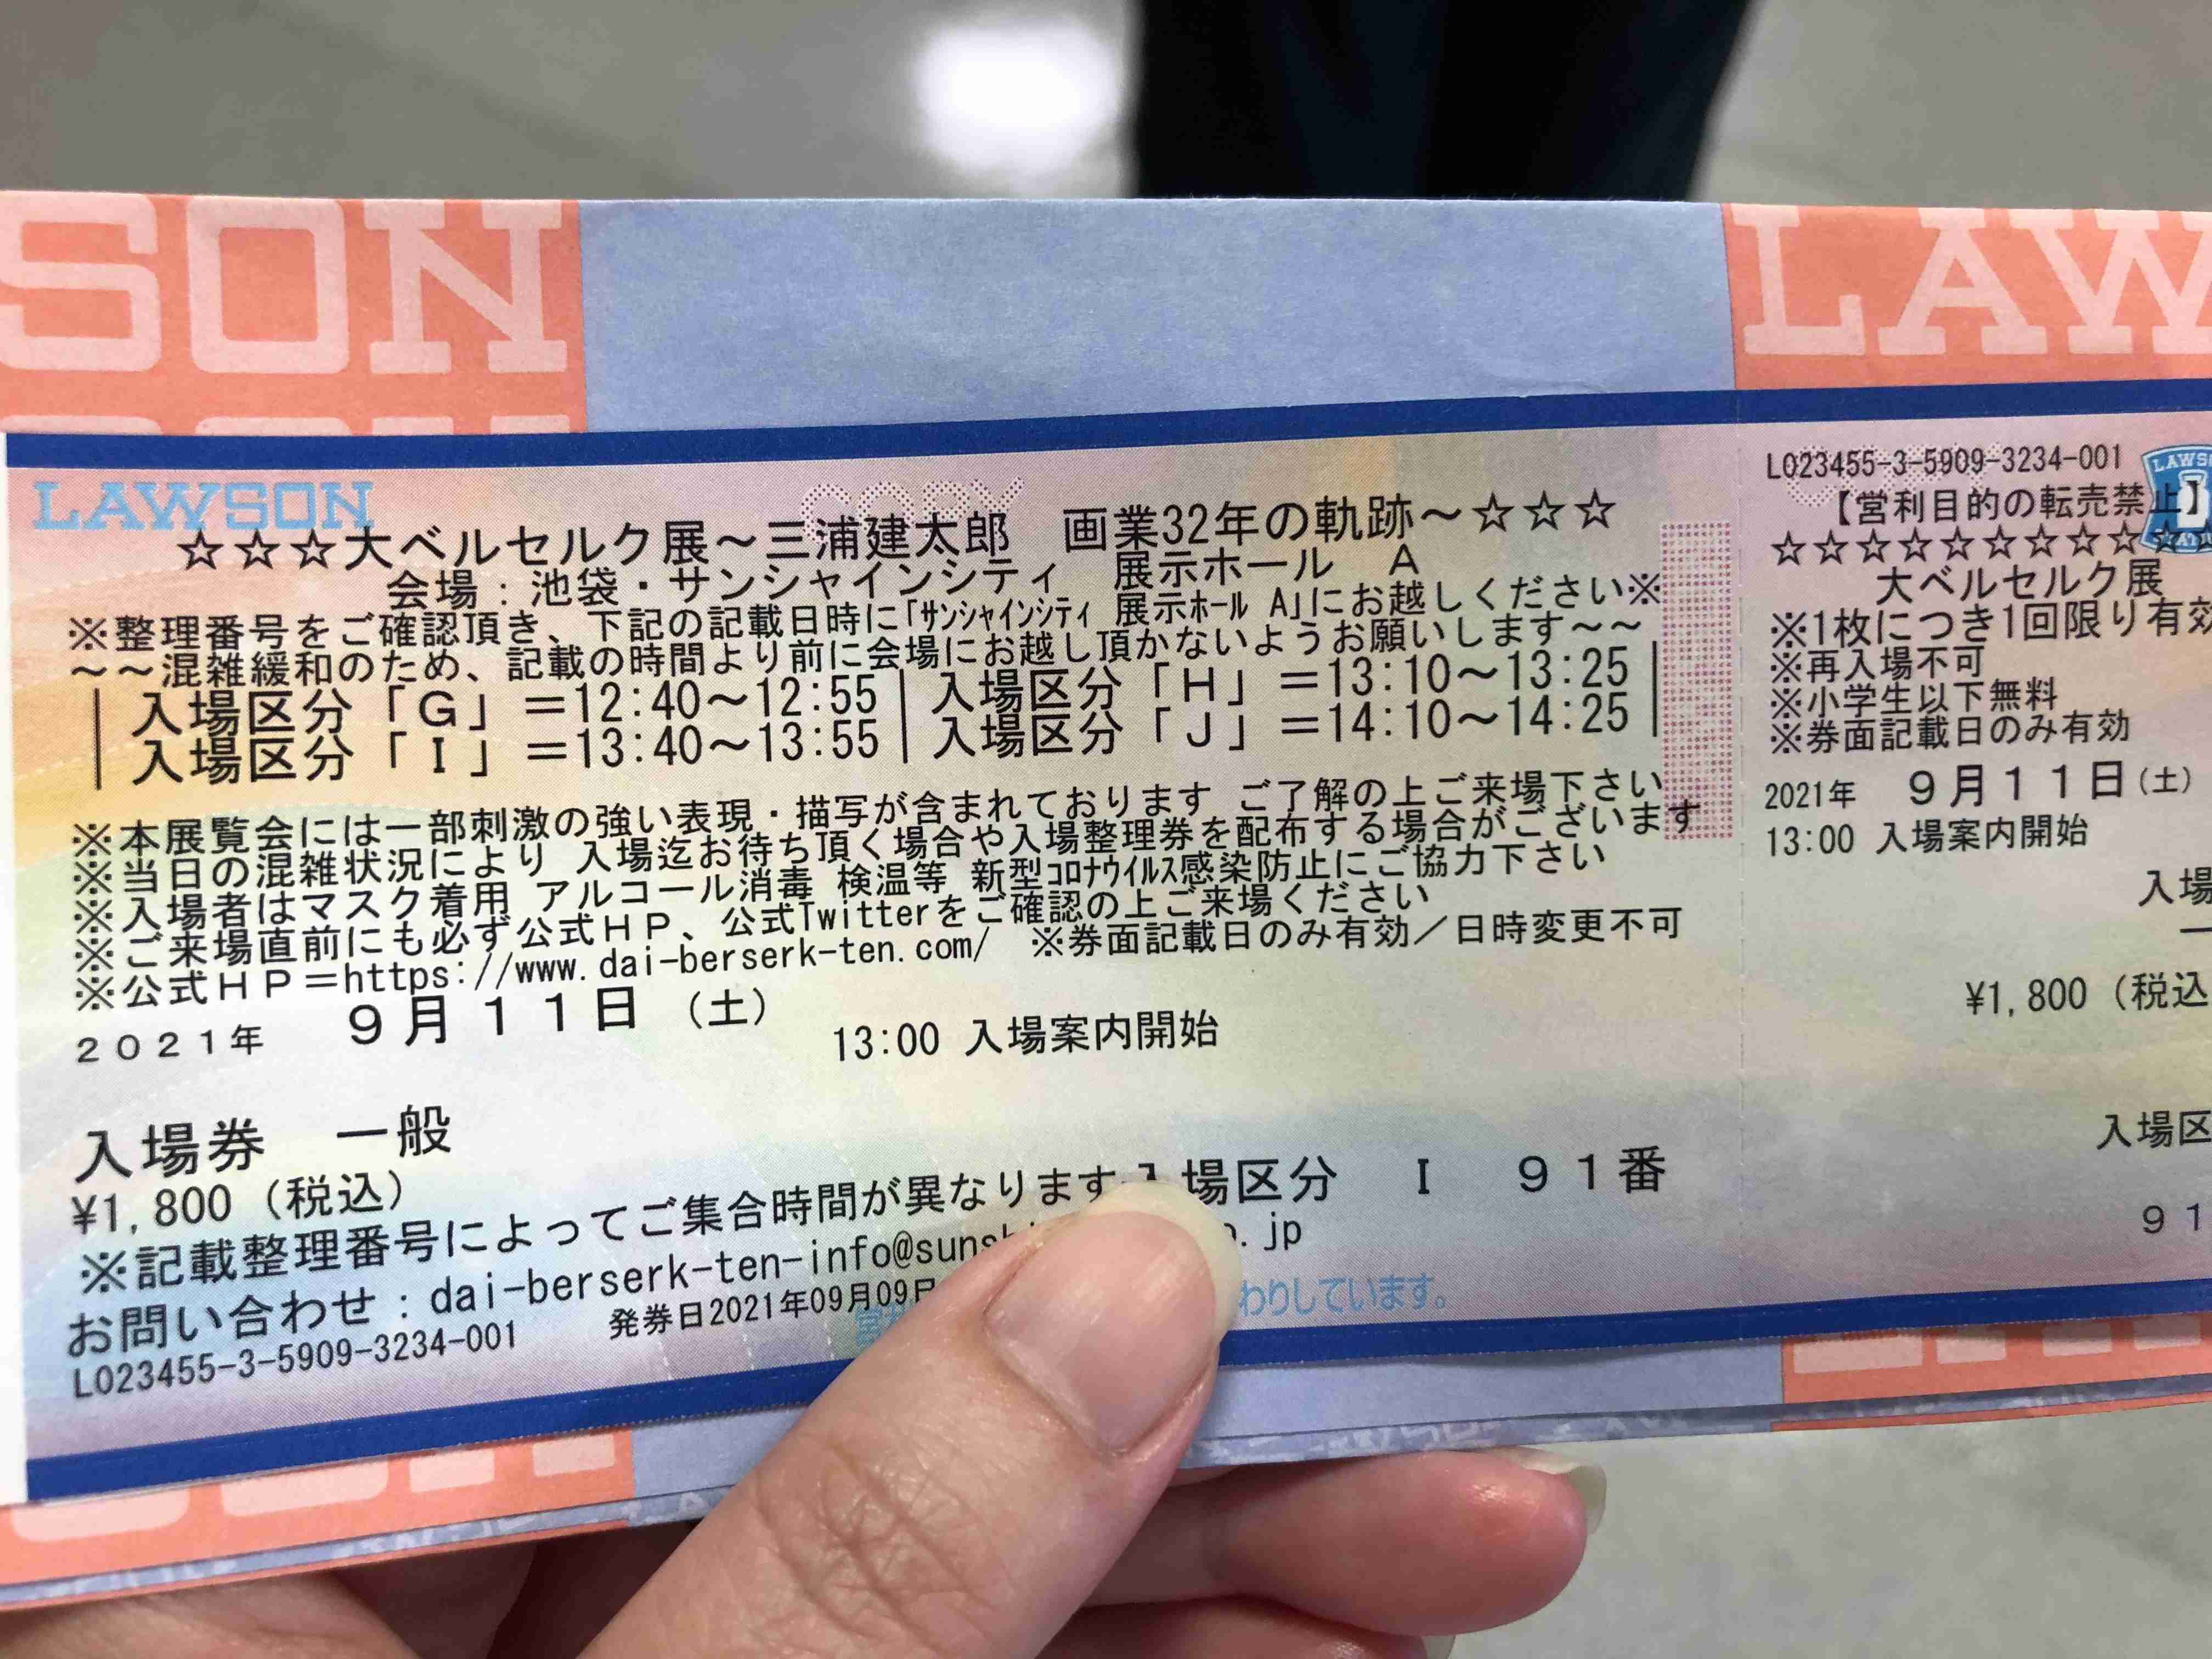 SON
LAW
LAWSON
COPY
☆☆☆大ベルセルク展～三浦建太郎　画業32年の軌跡～☆☆☆
会場：池袋・サンシャインシティ　展示ホール　A
※整理番号をご確認頂き、下記の記載日時に「ｻﾝｼｬｲﾝｼﾃｨ 展示ﾎｰﾙ A」にお越しください※
～～混雑緩和のため、記載の時間より前に会場にお越し頂かないようお願いします～～
| 入場区分「G」＝12:40～12:55 | 入場区分「H」＝13:10～13:25 |
| 入場区分「I」＝13:40～13:55 | 入場区分「J」＝14:10～14:25 |
※本展覧会には一部刺激の強い表現・描写が含まれております ご了解の上ご来場下さい
※当日の混雑状況により 入場迄お待ち頂く場合や入場整理券を配布する場合がございます
※入場者はマスク着用 アルコール消毒 検温等 新型ｺﾛﾅｳｲﾙｽ感染防止にご協力下さい
※ご来場直前にも必ず公式ＨＰ、公式Twitterをご確認の上ご来場ください
※公式ＨＰ＝https://www.dai-berserk-ten.com/　※券面記載日のみ有効／日時変更不可
２０２１年　９月１１日（土）　13:00 入場案内開始
入場券　一般
¥1,800（税込）
入場区分　I　９１番
※記載整理番号によってご集合時間が異なります
お問い合わせ：dai-berserk-ten-info@sunsh .jp
発券日2021年09月09日
わりしています。
L023455-3-5909-3234-001
L023455-3-5909-3234-001
【営利目的の転売禁止】
☆☆☆☆☆☆☆☆☆☆
大ベルセルク展
※1枚につき1回限り有効
※再入場不可
※小学生以下無料
※券面記載日のみ有効
2021年　９月１１日（土）
13:00 入場案内開始
入場
¥1,800（税込
入場区
９１